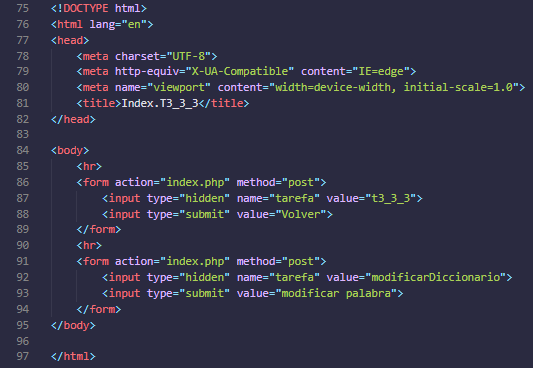 75 <!DOCTYPE html>
76 <html lang="en">
77 <head>
78     <meta charset="UTF-8">
79     <meta http-equiv="X-UA-Compatible" content="IE=edge">
80     <meta name="viewport" content="width=device-width, initial-scale=1.0">
81     <title>Index.T3_3_3</title>
82 </head>
83
84 <body>
85     <hr>
86     <form action="index.php" method="post">
87         <input type="hidden" name="tarefa" value="t3_3_3">
88         <input type="submit" value="Volver">
89     </form>
90     <hr>
91     <form action="index.php" method="post">
92         <input type="hidden" name="tarefa" value="modificarDiccionario">
93         <input type="submit" value="modificar palabra">
94     </form>
95 </body>
96
97 </html>